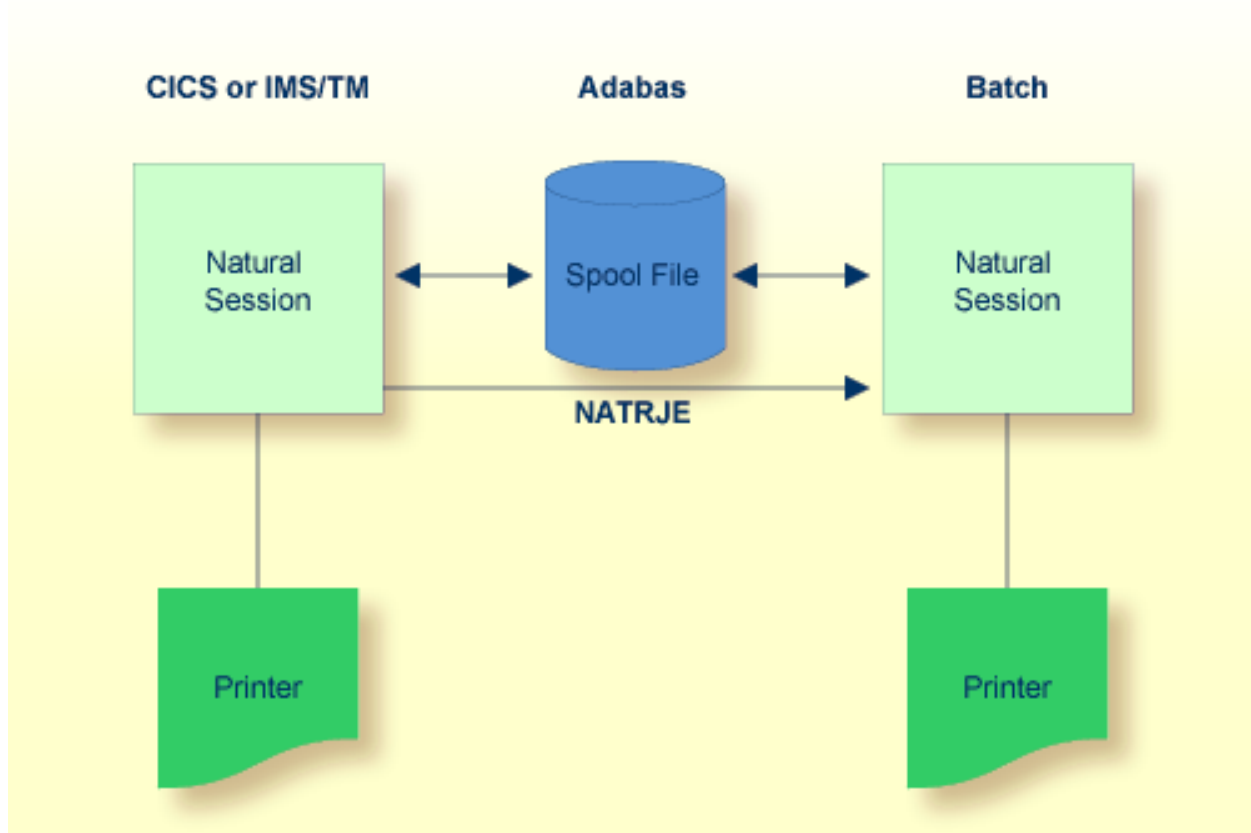 CICS or IMS/TM
Adabas
Batch
Natural
Session
Spool File
Natural
Session
NATRJE
Printer
Printer